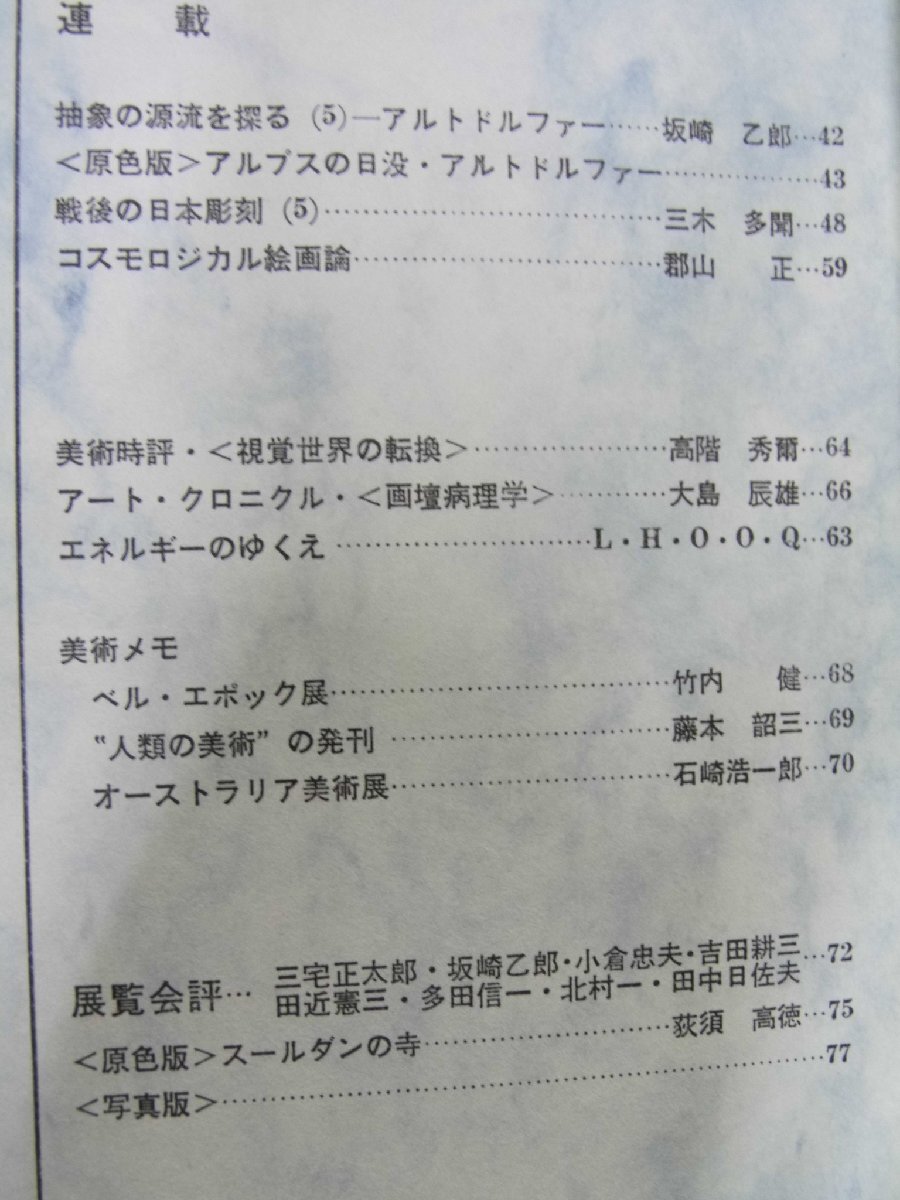 連　載
抽象の源流を探る（5）―アルトドルファー……坂崎　乙郎…42
＜原色版＞アルプスの日没・アルトドルファー………………43
戦後の日本彫刻（5）………………………………三木　多聞…48
コスモロジカル絵画論……………………………郡山　　正…59
美術時評・＜視覚世界の転換＞…………………高階　秀爾…64
アート・クロニクル・＜画壇病理学＞…………大島　辰雄…66
エネルギーのゆくえ………………………L・H・O・O・Q…63
美術メモ
ベル・エポック展………………………………竹内　　健…68
“人類の美術”の発刊…………………………藤本　韶三…69
オーストラリア美術展…………………………石崎浩一郎…70
展覧会評…三宅正太郎・坂崎乙郎・小倉忠夫・吉田耕三…72
田近憲三・多田信一・北村一・田中日佐夫
＜原色版＞スールダンの寺………………………荻須　高徳…75
＜写真版＞……………………………………………………77